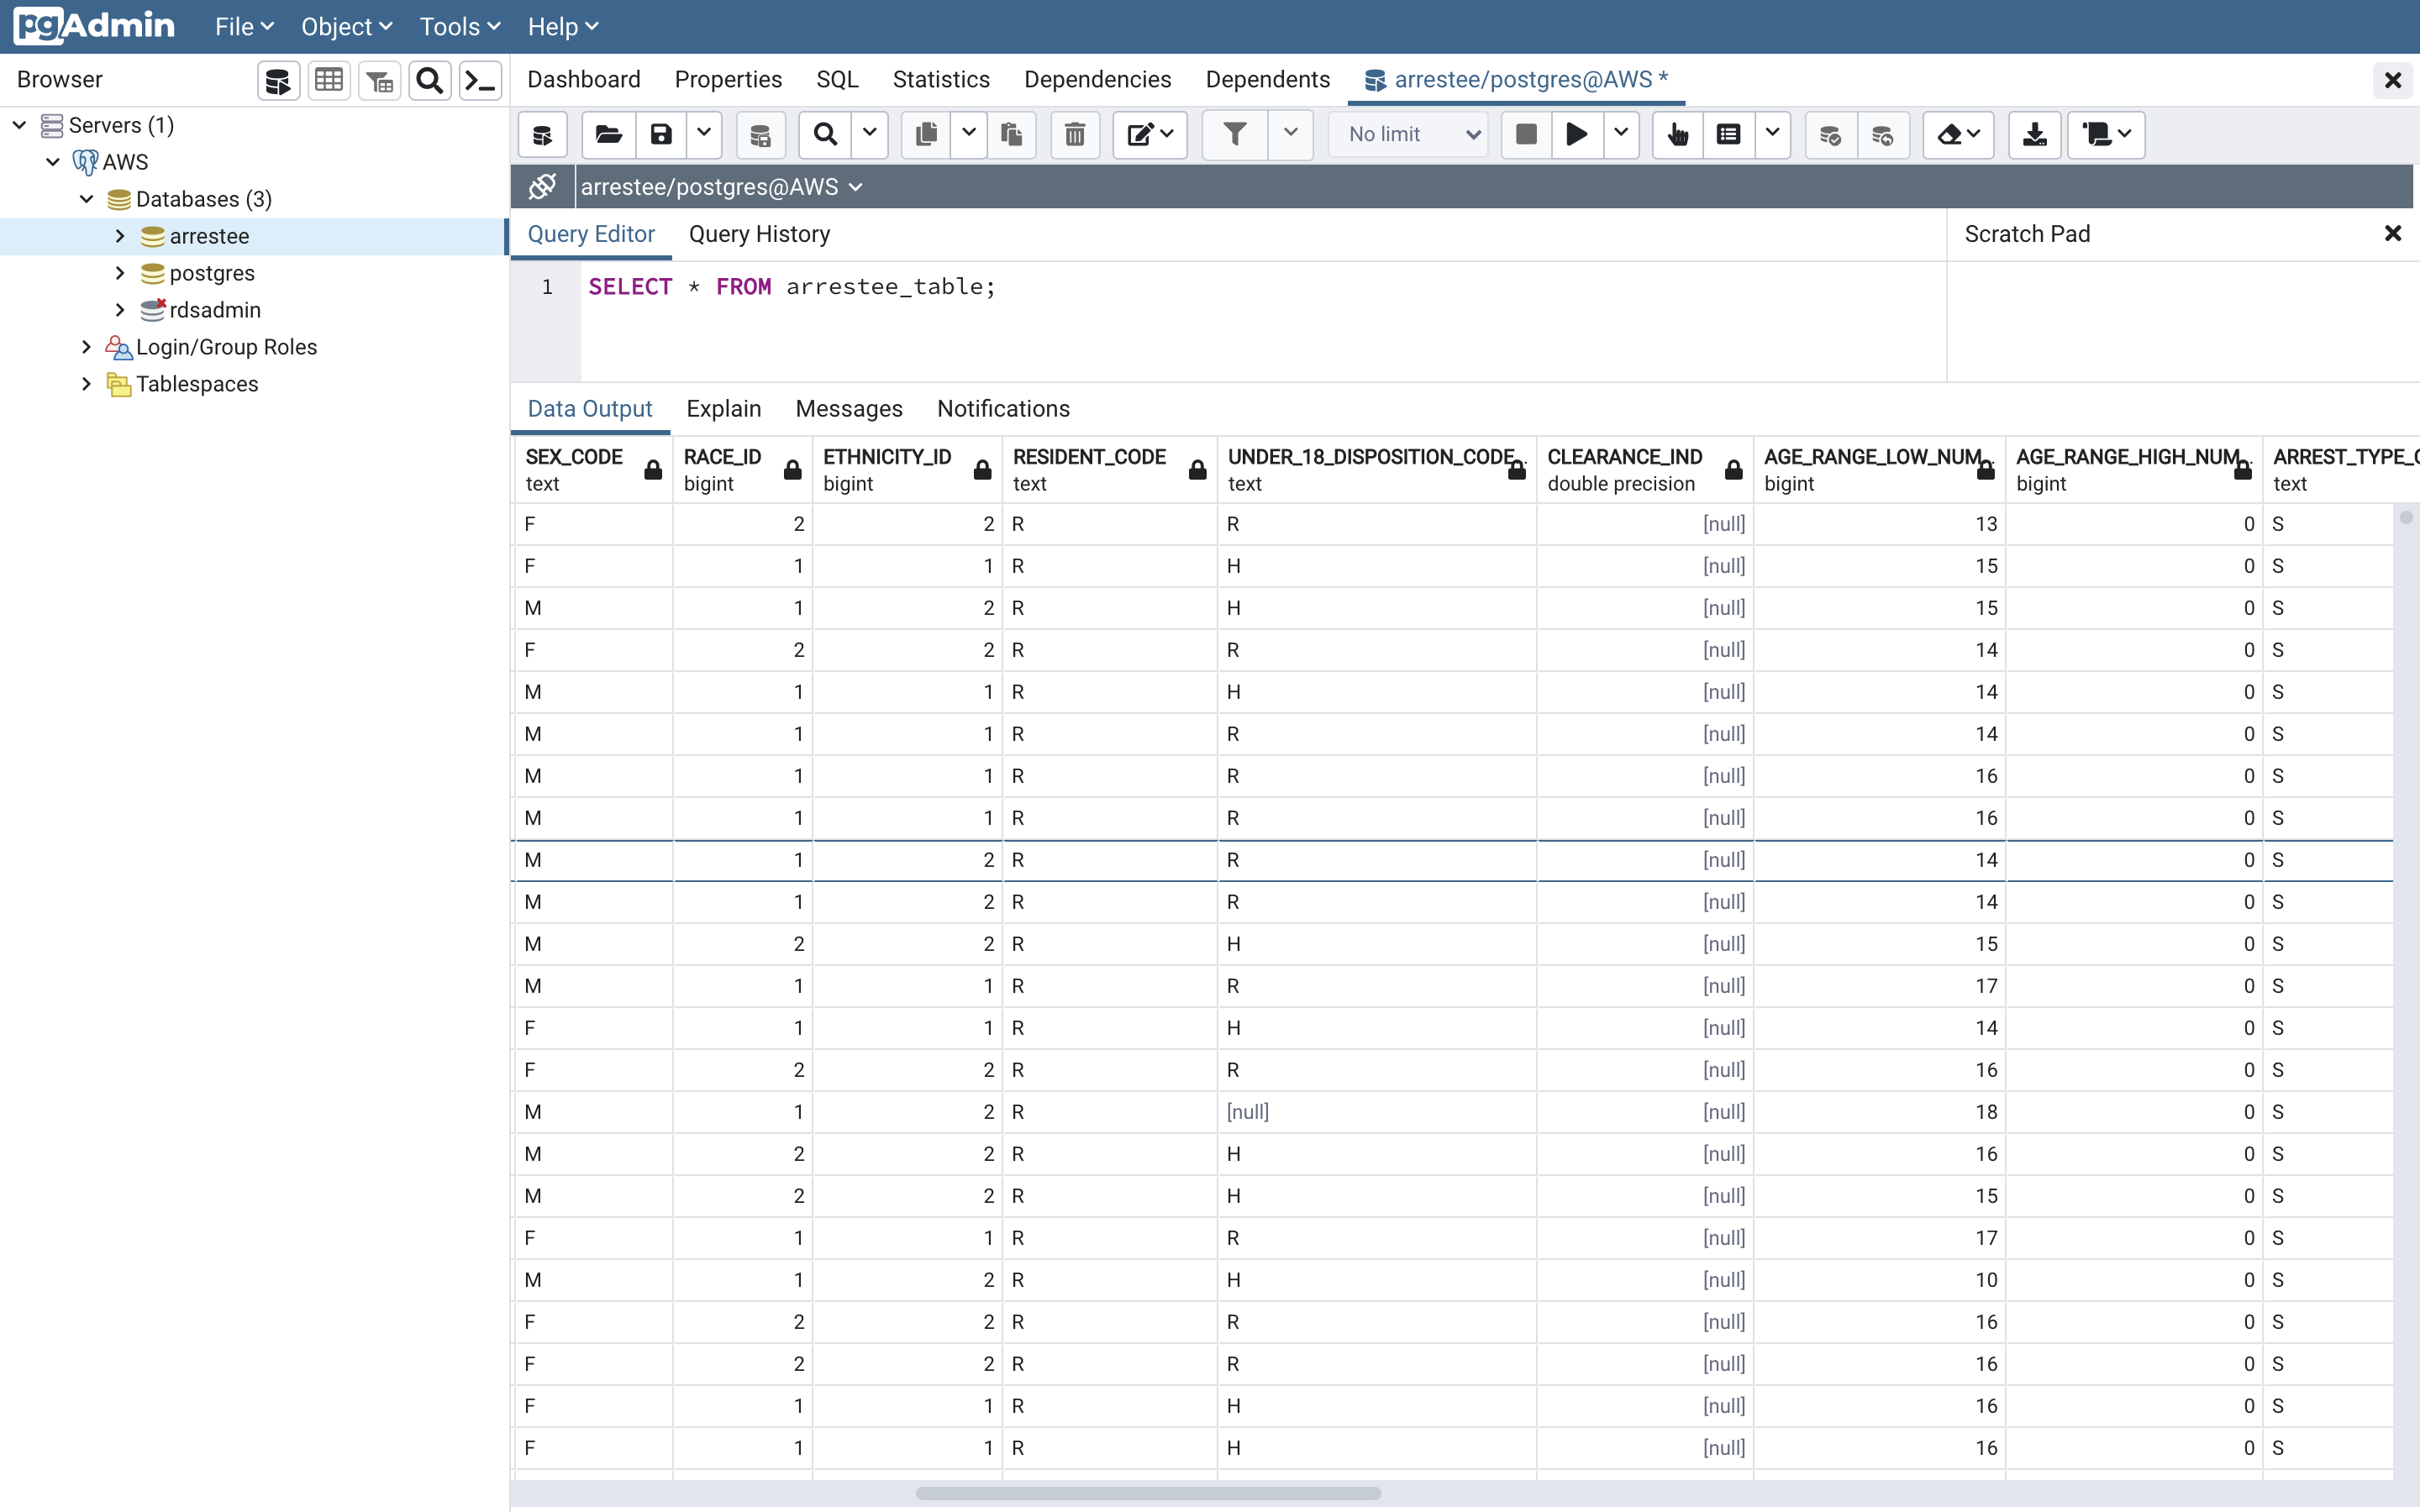 pgAdmin File Object Tools Help
Browser
Dashboard Properties SQL Statistics Dependencies Dependents arrestee/postgres@AWS *
Servers (1)
AWS
Databases (3)
arrestee
postgres
rdsadmin
Login/Group Roles
Tablespaces
No limit
arrestee/postgres@AWS
Query Editor Query History Scratch Pad
1 SELECT * FROM arrestee_table;
Data Output Explain Messages Notifications
SEX_CODE RACE_ID ETHNICITY_ID RESIDENT_CODE UNDER_18_DISPOSITION_CODE CLEARANCE_IND AGE_RANGE_LOW_NUM AGE_RANGE_HIGH_NUM ARREST_TYPE_
text bigint bigint text text double precision bigint bigint text
F 2 2 R R [null] 13 0 S
F 1 1 R H [null] 15 0 S
M 1 2 R H [null] 15 0 S
F 2 2 R R [null] 14 0 S
M 1 1 R H [null] 14 0 S
M 1 1 R R [null] 14 0 S
M 1 1 R R [null] 16 0 S
M 1 1 R R [null] 16 0 S
M 1 2 R R [null] 14 0 S
M 1 2 R R [null] 14 0 S
M 2 2 R H [null] 15 0 S
M 1 1 R R [null] 17 0 S
F 1 1 R H [null] 14 0 S
F 2 2 R R [null] 16 0 S
M 1 2 R [null] [null] 18 0 S
M 2 2 R H [null] 16 0 S
M 2 2 R H [null] 15 0 S
F 1 1 R R [null] 17 0 S
M 1 2 R H [null] 10 0 S
F 2 2 R R [null] 16 0 S
F 2 2 R R [null] 16 0 S
F 1 1 R H [null] 16 0 S
F 1 1 R H [null] 16 0 S